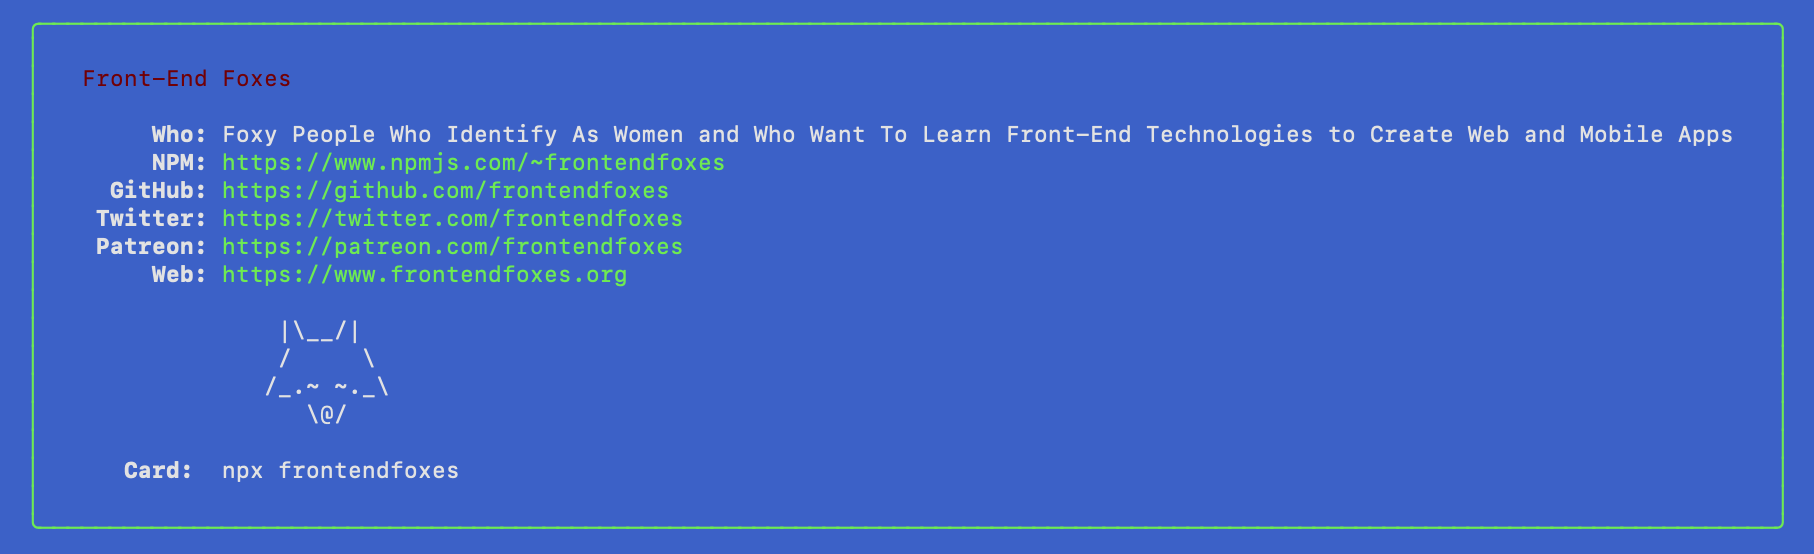 Front-End Foxes
Who: Foxy People Who Identify As Women and Who Want To Learn Front-End Technologies to Create Web and Mobile Apps
NPM: https://www.npmjs.com/~frontendfoxes
GitHub: https://github.com/frontendfoxes
Twitter: https://twitter.com/frontendfoxes
Patreon: https://patreon.com/frontendfoxes
Web: https://www.frontendfoxes.org
|\__/|
/     \
/_.~ ~._\
\@/
Card: npx frontendfoxes